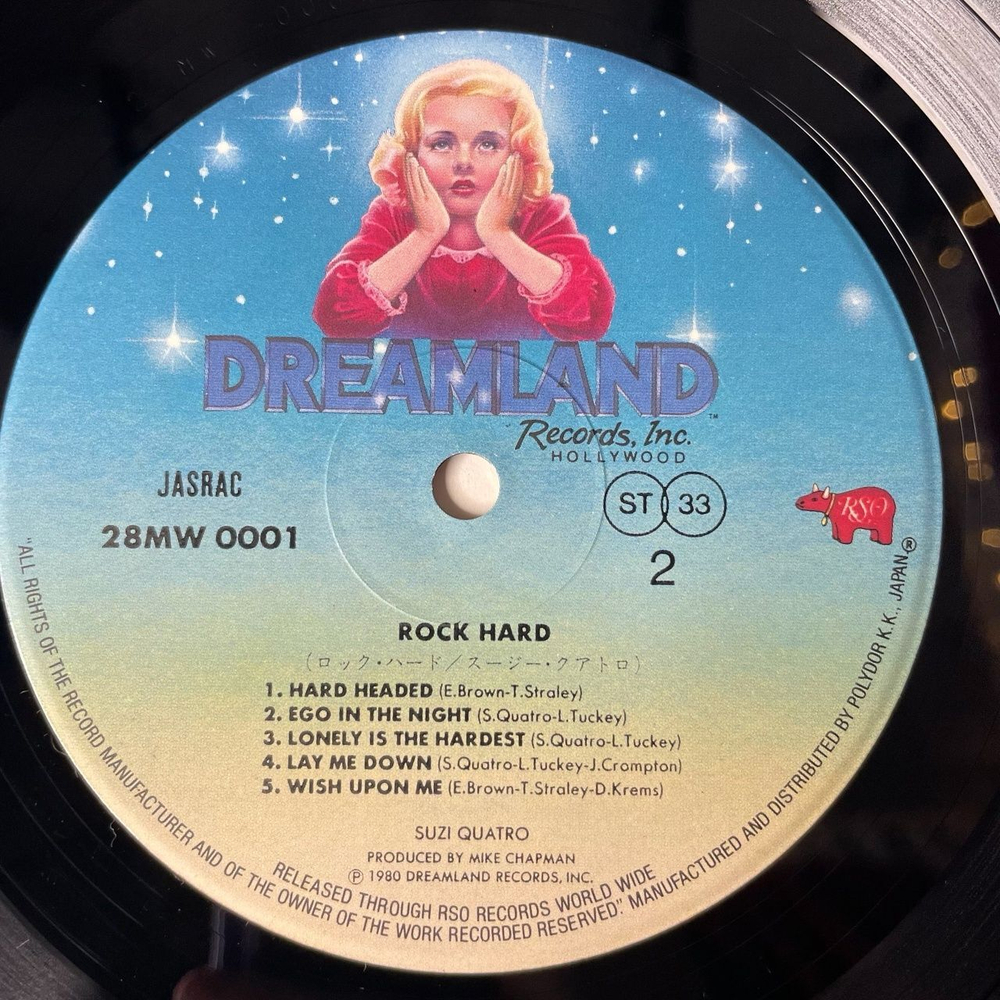 DREAMLAND™
Records, Inc.
HOLLYWOOD
JASRAC
28MW 0001
ST 33
2
RSO
®
ROCK HARD
(ロック・ハード／スージー・クアトロ)
1. HARD HEADED (E.Brown-T.Straley)
2. EGO IN THE NIGHT (S.Quatro-L.Tuckey)
3. LONELY IS THE HARDEST (S.Quatro-L.Tuckey)
4. LAY ME DOWN (S.Quatro-L.Tuckey-J.Crompton)
5. WISH UPON ME (E.Brown-T.Straley-D.Krems)
SUZI QUATRO
PRODUCED BY MIKE CHAPMAN
℗ 1980 DREAMLAND RECORDS, INC.
RELEASED THROUGH RSO RECORDS WORLD WIDE
"ALL RIGHTS OF THE RECORD MANUFACTURER AND OF THE OWNER OF THE WORK RECORDED RESERVED." MANUFACTURED AND DISTRIBUTED BY POLYDOR K.K., JAPAN